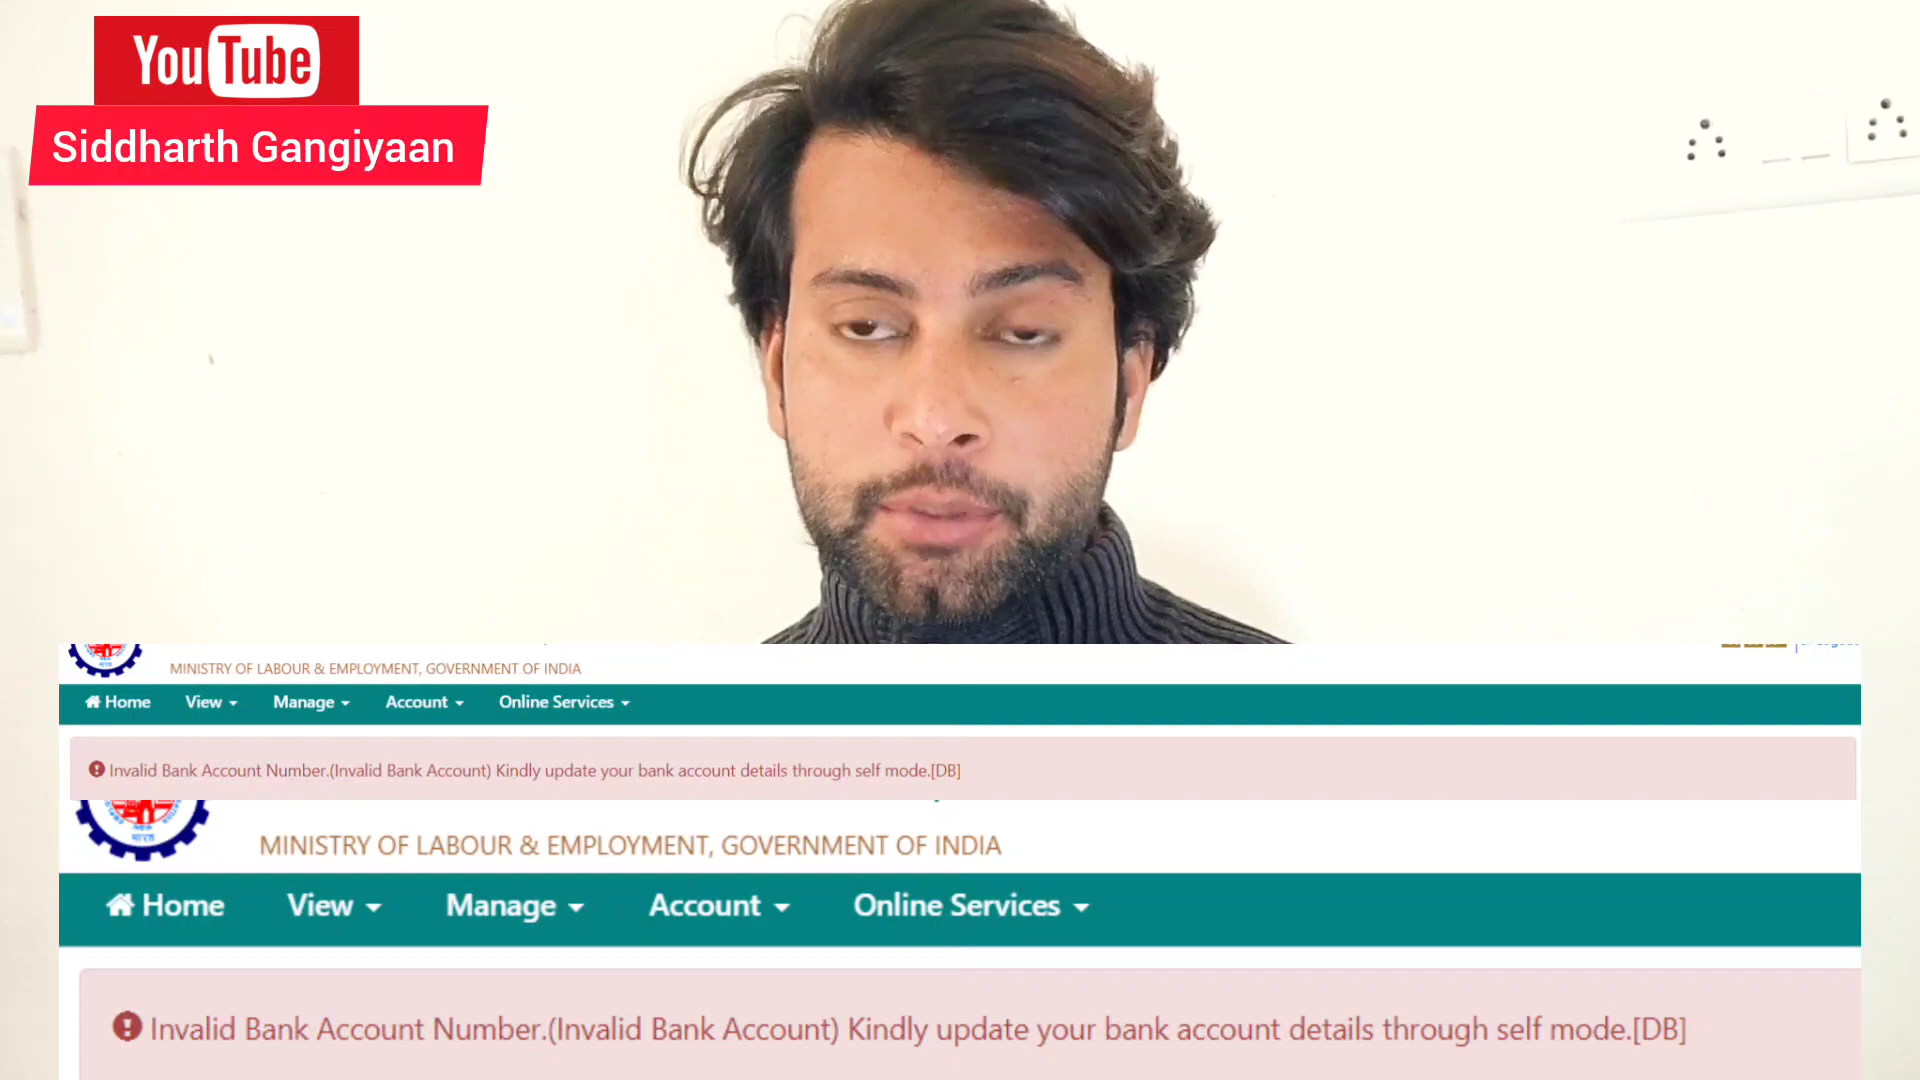 YouTube
Siddharth Gangiyaan
MINISTRY OF LABOUR & EMPLOYMENT, GOVERNMENT OF INDIA
Home View Manage Account Online Services
Invalid Bank Account Number.(Invalid Bank Account) Kindly update your bank account details through self mode.[DB]
MINISTRY OF LABOUR & EMPLOYMENT, GOVERNMENT OF INDIA
Home View Manage Account Online Services
Invalid Bank Account Number.(Invalid Bank Account) Kindly update your bank account details through self mode.[DB]